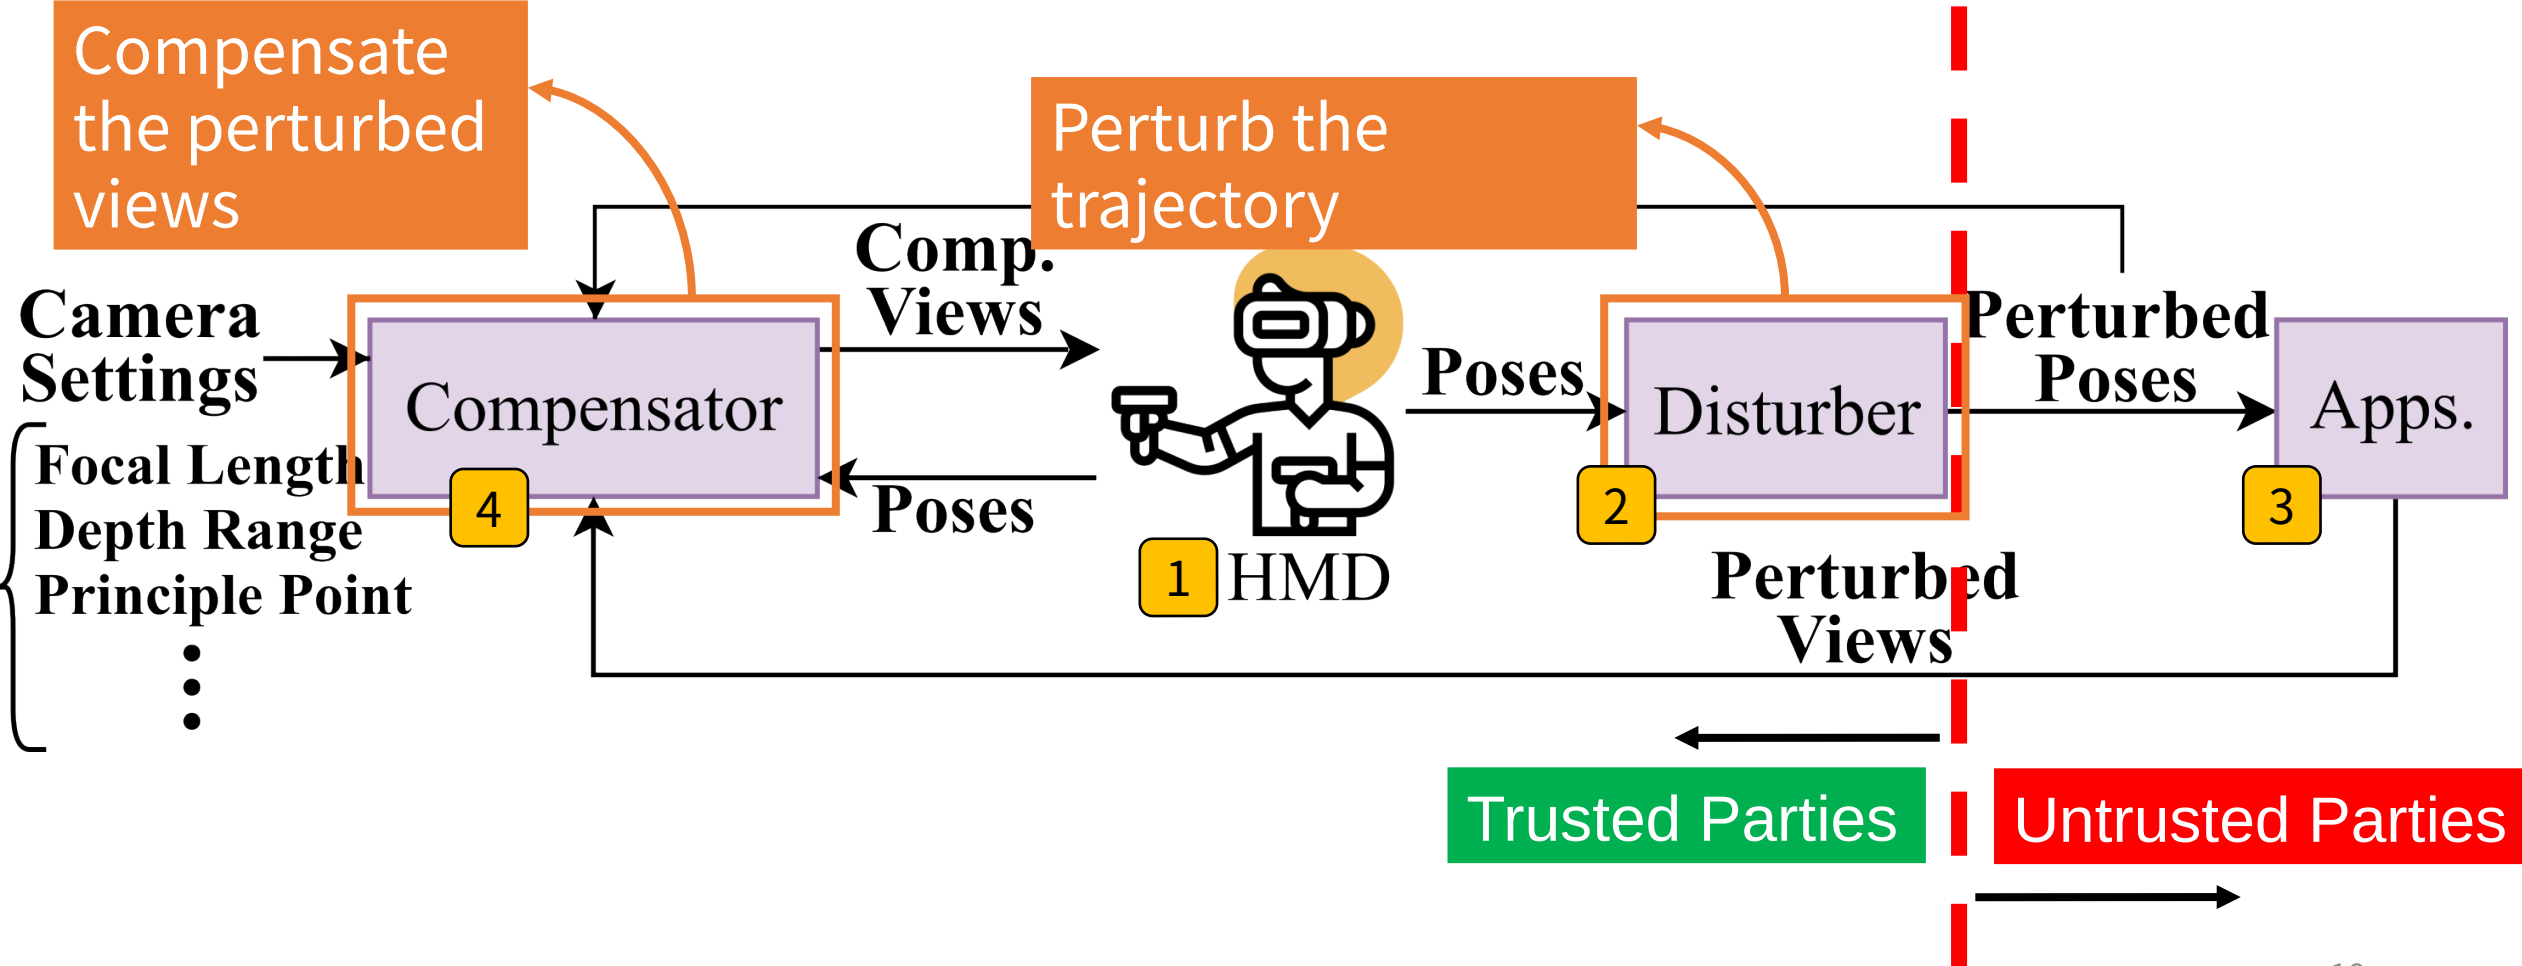 Compensate
the perturbed
views
Perturb the
trajectory
Comp.
Views
Camera
Settings
Focal Length
Depth Range
Principle Point
Compensator
4
Poses
1
HMD
Poses
Disturber
2
Perturbed
Poses
Apps.
3
Perturbed
Views
Trusted Parties
Untrusted Parties